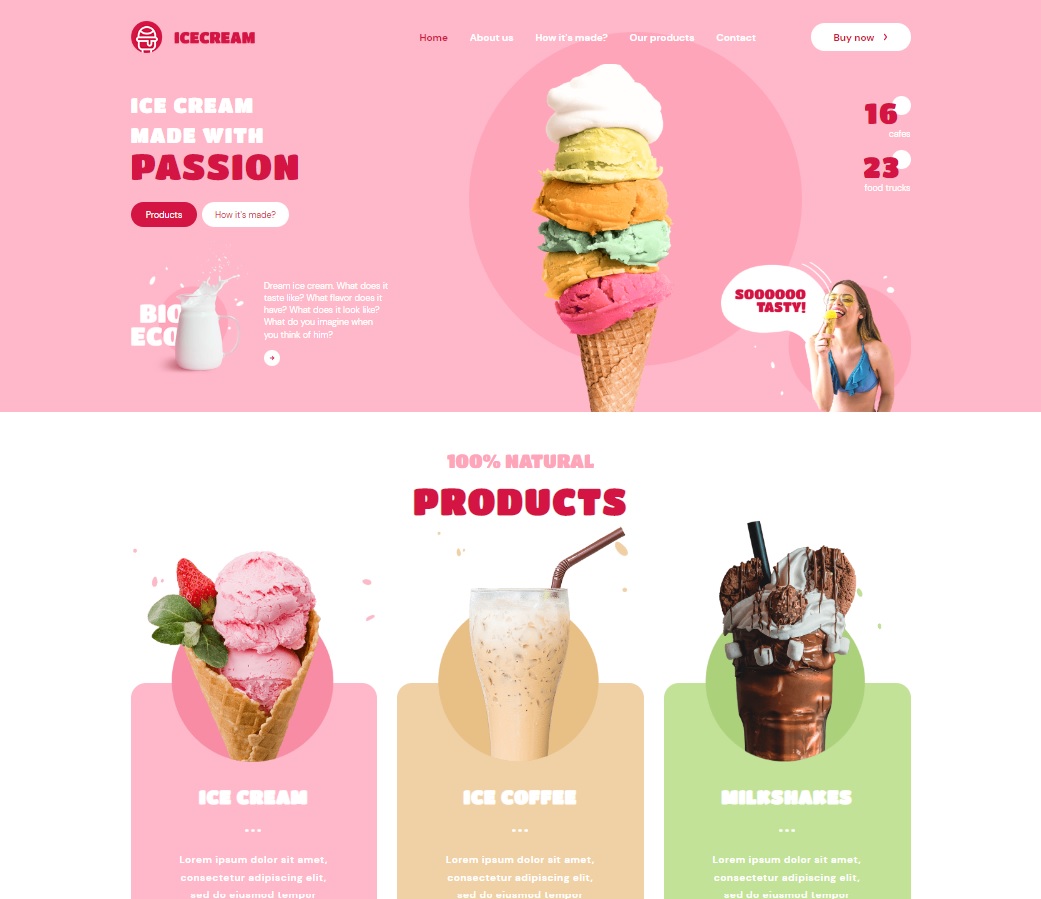 ICECREAM
Home About us How it's made? Our products Contact
Buy now
ICE CREAM
MADE WITH
PASSION
Products How it's made?
16
cafes
23
food trucks
BIO
ECO
Dream ice cream. What does it
taste like? What flavor does it
have? What does it look like?
What do you imagine when
you think of him?
SOOOOOO
TASTY!
100% NATURAL
PRODUCTS
ICE CREAM
Lorem ipsum dolor sit amet,
consectetur adipiscing elit,
sed do eiusmod tempor
ICE COFFEE
Lorem ipsum dolor sit amet,
consectetur adipiscing elit,
sed do eiusmod tempor
MILKSHAKES
Lorem ipsum dolor sit amet,
consectetur adipiscing elit,
sed do eiusmod tempor